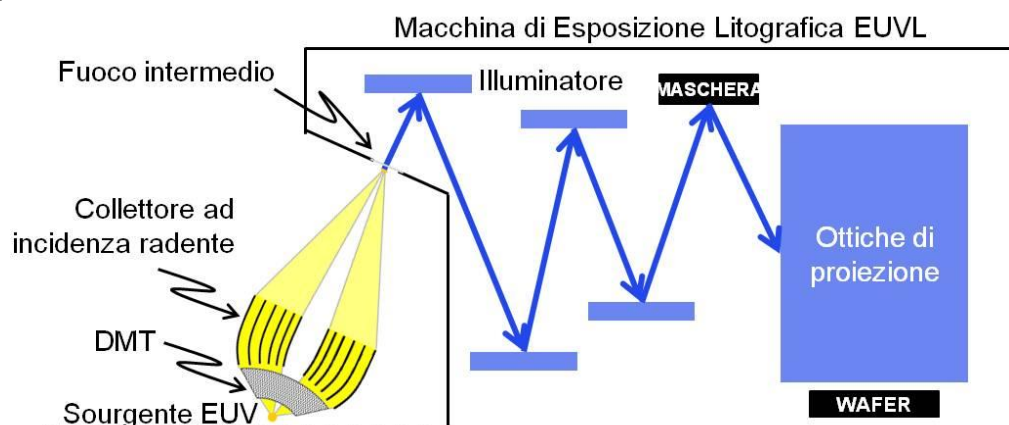 Macchina di Esposizione Litografica EUVL
Fuoco intermedio
Illuminatore
MASCHERA
Collettore ad
incidenza radente
Ottiche di
proiezione
DMT
Sourgente EUV
WAFER